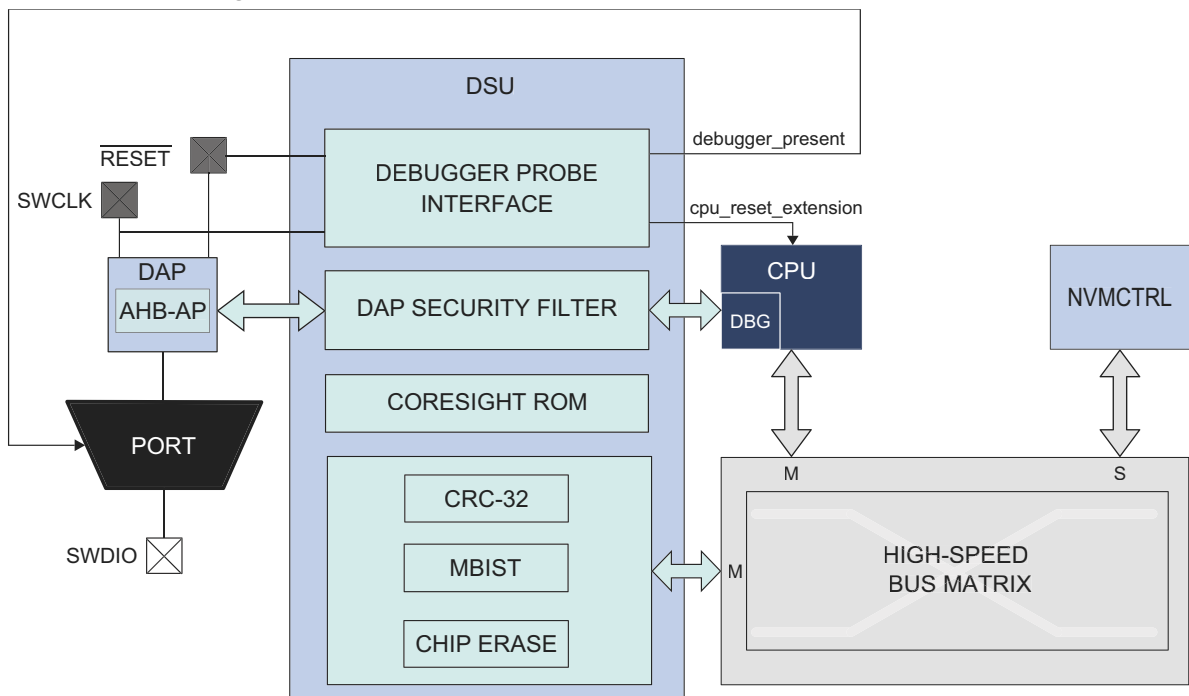 DSU
debugger_present
RESET
DEBUGGER PROBE
INTERFACE
SWCLK
cpu_reset_extension
DAP
CPU
AHB-AP
DAP SECURITY FILTER
DBG
NVMCTRL
CORESIGHT ROM
PORT
M
S
CRC-32
SWDIO
MBIST
M
HIGH-SPEED
BUS MATRIX
CHIP ERASE